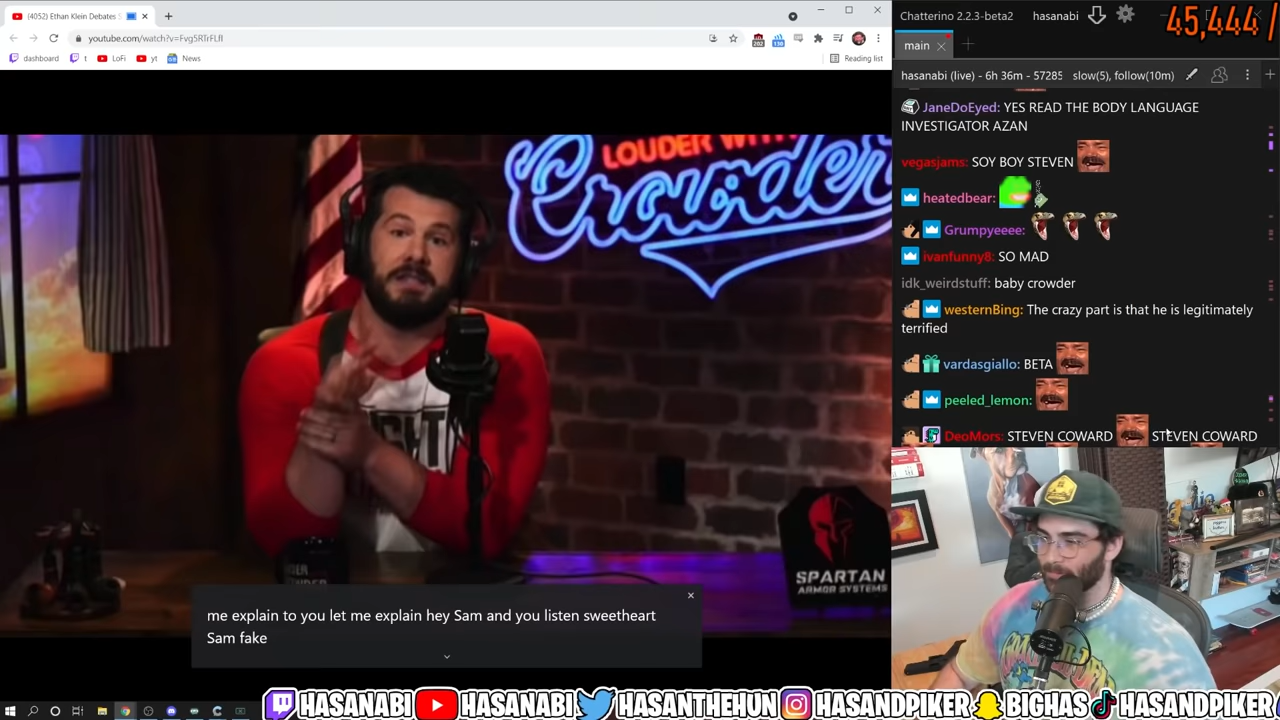 (4052) Ethan Klein Debates S
youtube.com/watch?v=Fvg5RTrFLfI
dashboard
t
LoFi
yt
News
Reading list
202
138
LOUDER WITH
Crowder
SPARTAN
ARMOR SYSTEMS
me explain to you let me explain hey Sam and you listen sweetheart
Sam fake
Chatterino 2.2.3-beta2
hasanabi
45,444 /
main
hasanabi (live) - 6h 36m - 57285
slow(5), follow(10m)
JaneDoEyed: YES READ THE BODY LANGUAGE
INVESTIGATOR AZAN
vegasjams: SOY BOY STEVEN
heatedbear:
Grumpyeeee:
ivanfunny8: SO MAD
idk_weirdstuff: baby crowder
westernBing: The crazy part is that he is legitimately
terrified
vardasgiallo: BETA
peeled_lemon:
DeoMors: STEVEN COWARD STEVEN COWARD
HASANABI HASANABI HASANTHEHUN HASANDPIKER BIGHAS HASANDPIKER